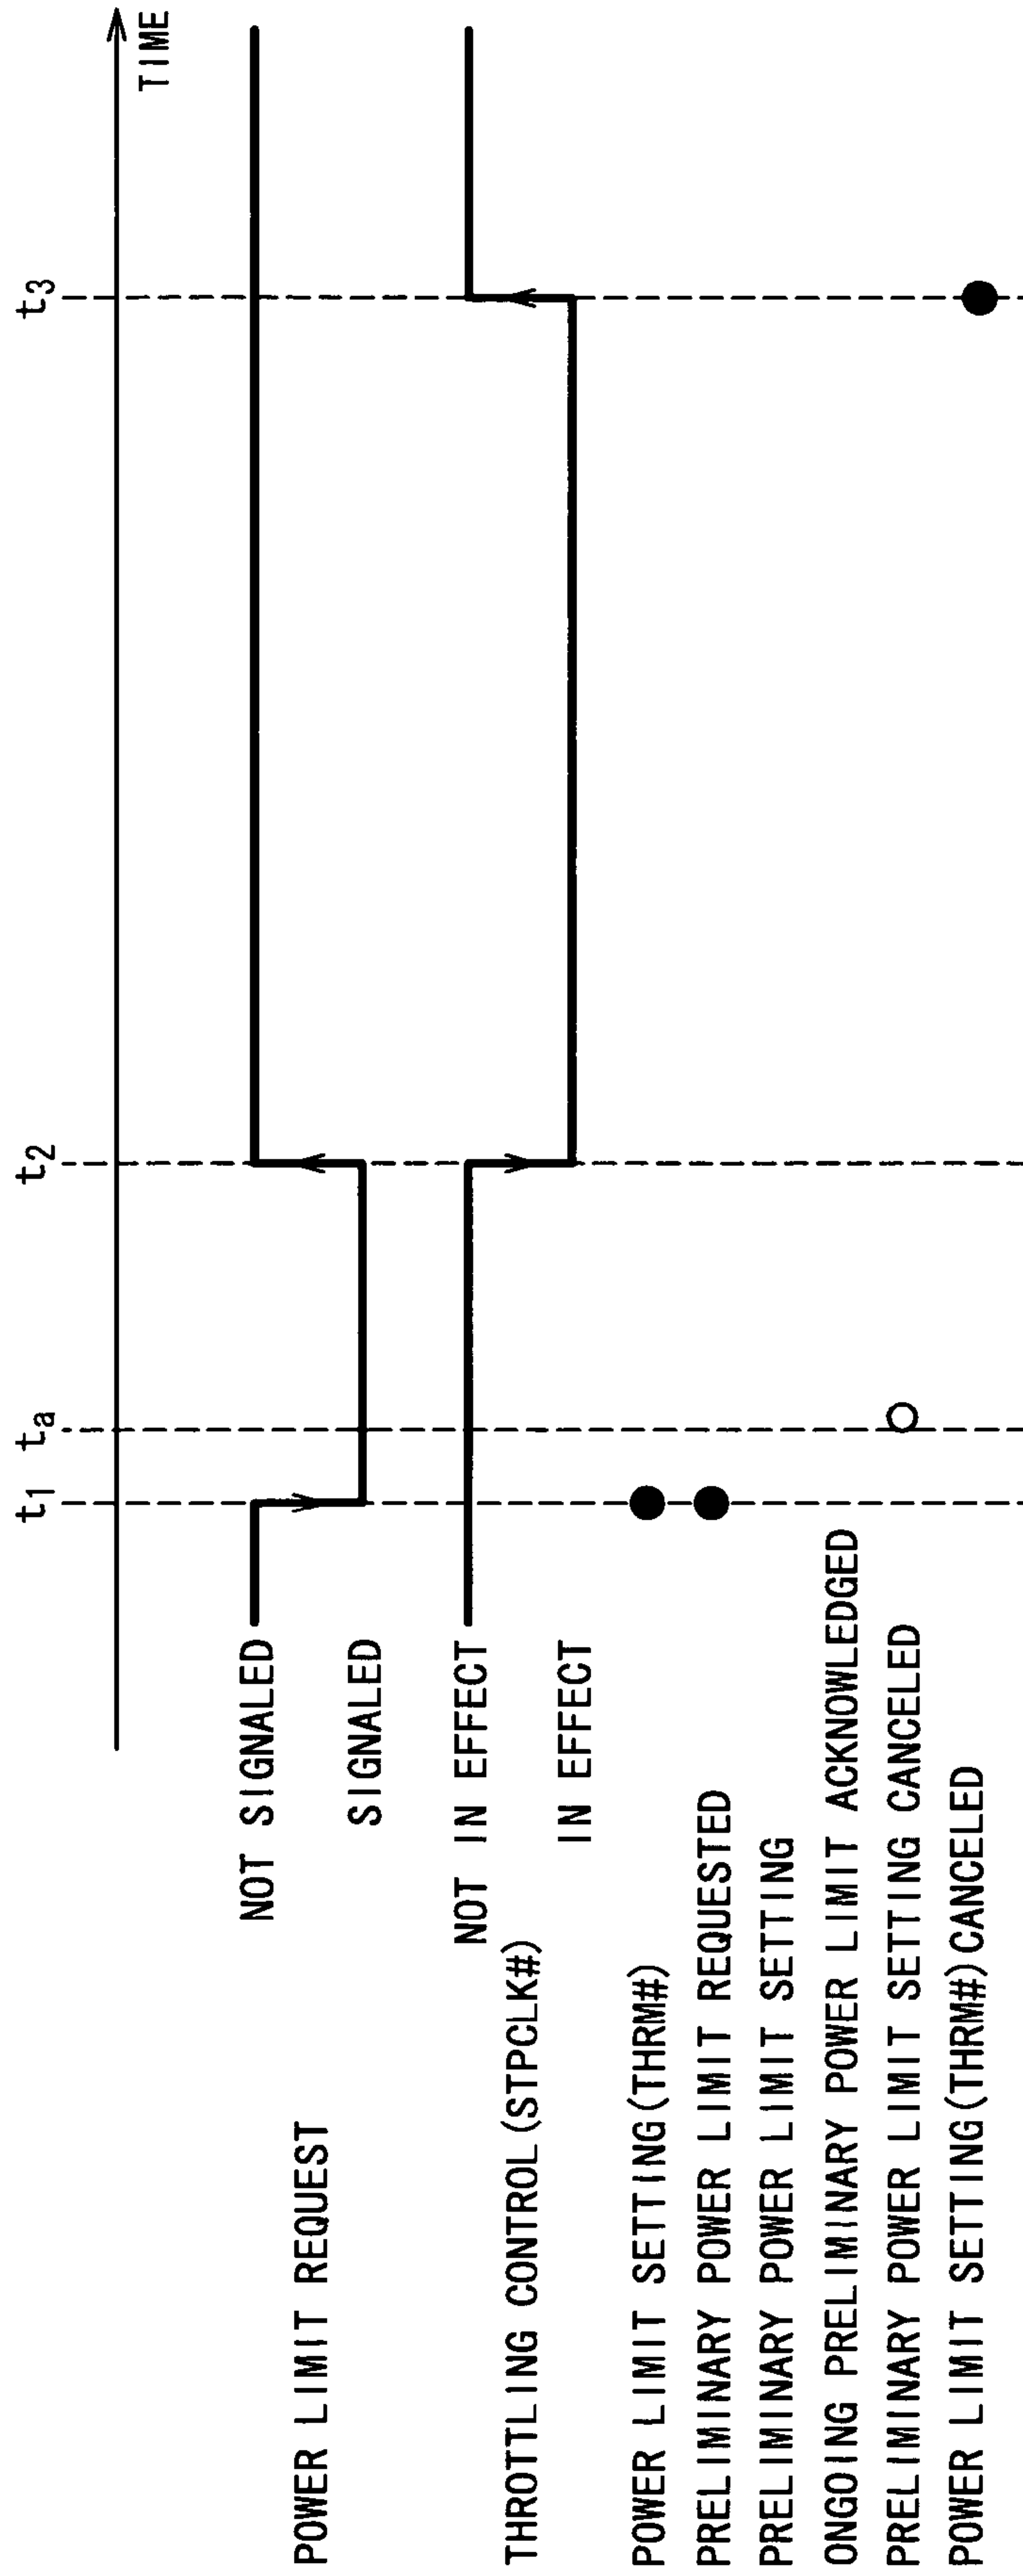 t1 ta t2 t3
TIME
NOT SIGNALED
POWER LIMIT REQUEST
SIGNALED
NOT IN EFFECT
THROTTLING CONTROL(STPCLK#)
IN EFFECT
POWER LIMIT SETTING(THRM#)
PRELIMINARY POWER LIMIT REQUESTED
PRELIMINARY POWER LIMIT SETTING
ONGOING PRELIMINARY POWER LIMIT ACKNOWLEDGED
PRELIMINARY POWER LIMIT SETTING CANCELED
POWER LIMIT SETTING(THRM#)CANCELED